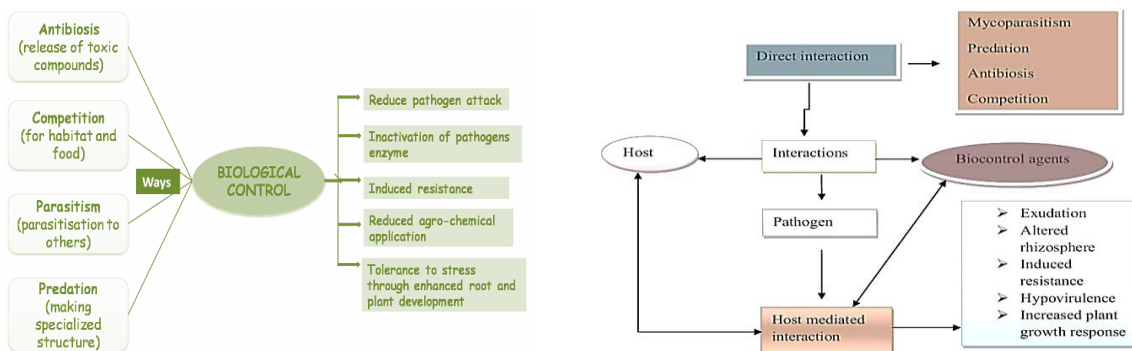 Antibiosis
(release of toxic
compounds)
Competition
(for habitat and
food)
Ways
Parasitism
(parasitisation to
others)
Predation
(making
specialized
structure)
BIOLOGICAL
CONTROL
Reduce pathogen attack
Inactivation of pathogens
enzyme
Induced resistance
Reduced agro-chemical
application
Tolerance to stress
through enhanced root and
plant development
Direct interaction
Mycoparasitism
Predation
Antibiosis
Competition
Host
Interactions
Biocontrol agents
Pathogen
Host mediated
interaction
➢ Exudation
➢ Altered
rhizosphere
➢ Induced
resistance
➢ Hypovirulence
➢ Increased plant
growth response